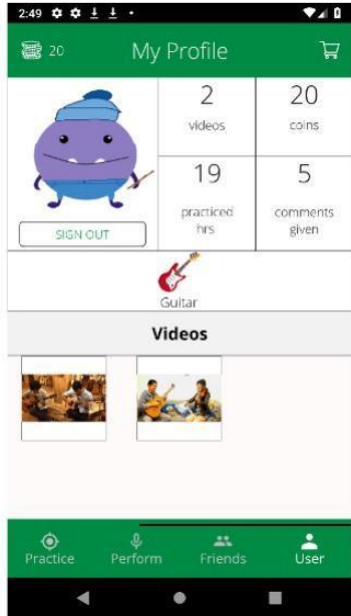 2:49
20
My Profile
2
videos
20
coins
19
practiced
hrs
5
comments
given
SIGN OUT
Guitar
Videos
Practice
Perform
Friends
User